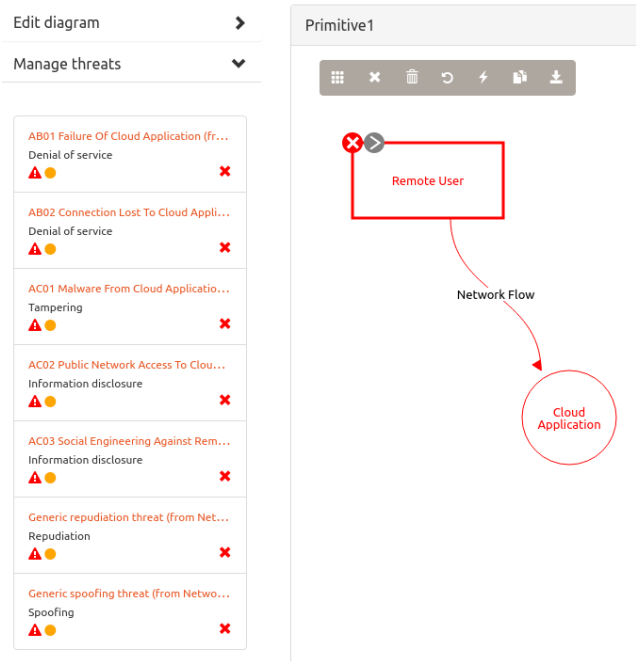 Edit diagram
Manage threats
AB01 Failure Of Cloud Application (fr...
Denial of service
AB02 Connection Lost To Cloud Appli...
Denial of service
AC01 Malware From Cloud Applicatio...
Tampering
AC02 Public Network Access To Clou...
Information disclosure
AC03 Social Engineering Against Rem...
Information disclosure
Generic repudiation threat (from Net...
Repudiation
Generic spoofing threat (from Netwo...
Spoofing
Primitive1
Remote User
Network Flow
Cloud
Application